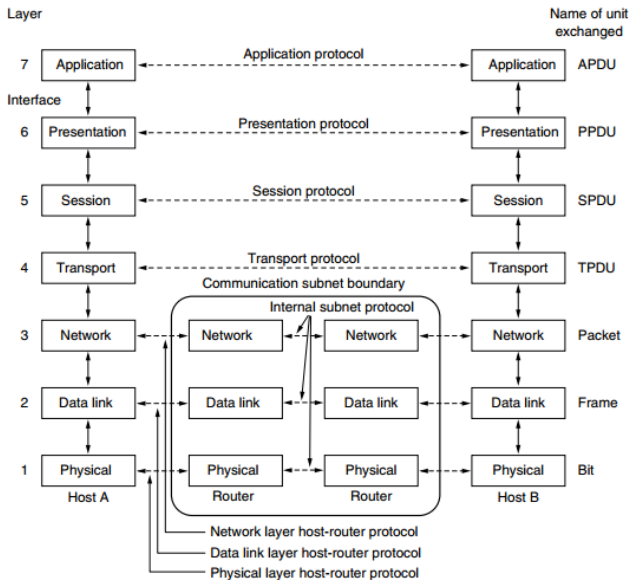 Layer
Name of unit
exchanged
7
Application
Application protocol
Application
APDU
Interface
6
Presentation
Presentation protocol
Presentation
PPDU
5
Session
Session protocol
Session
SPDU
4
Transport
Transport protocol
Transport
TPDU
Communication subnet boundary
Internal subnet protocol
3
Network
Network
Network
Network
Packet
2
Data link
Data link
Data link
Data link
Frame
1
Physical
Physical
Physical
Physical
Bit
Host A
Router
Router
Host B
Network layer host-router protocol
Data link layer host-router protocol
Physical layer host-router protocol